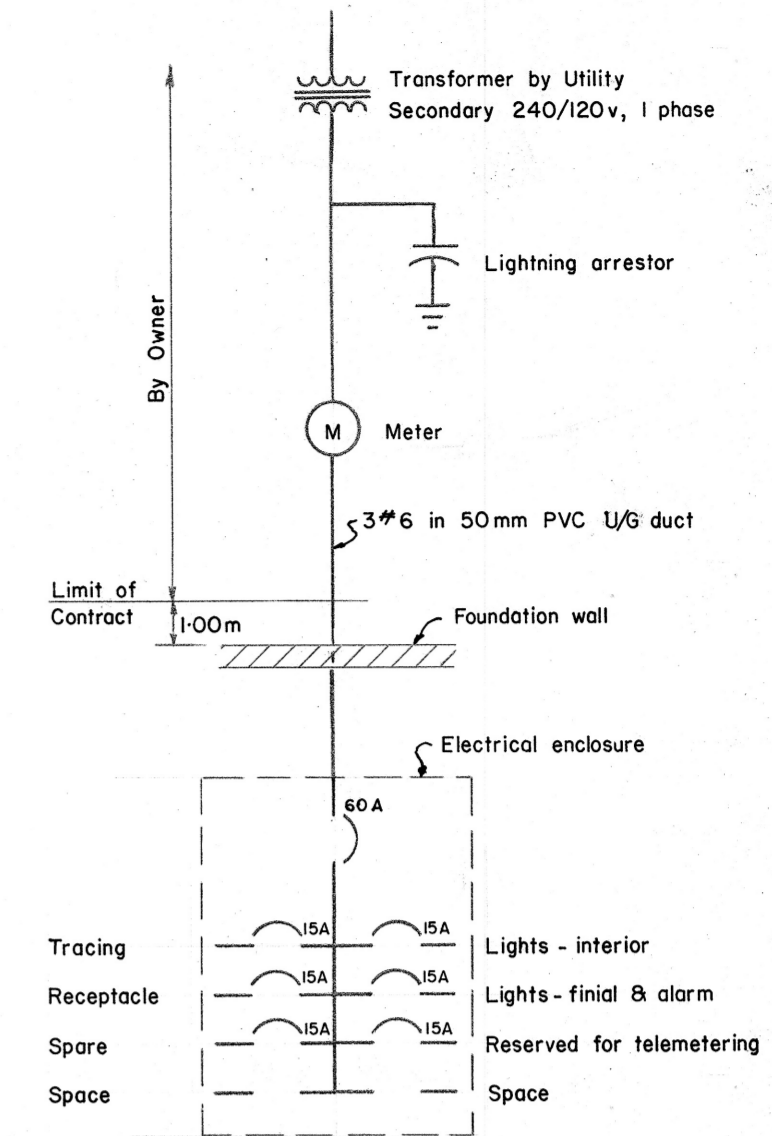 Transformer by Utility
Secondary 240/120v, 1 phase
Lightning arrestor
By Owner
M
Meter
3#6 in 50mm PVC U/G duct
Limit of
Contract
1.00m
Foundation wall
Electrical enclosure
60A
Tracing
15A
15A
Lights - interior
Receptacle
15A
15A
Lights - finial & alarm
Spare
15A
15A
Reserved for telemetering
Space
Space